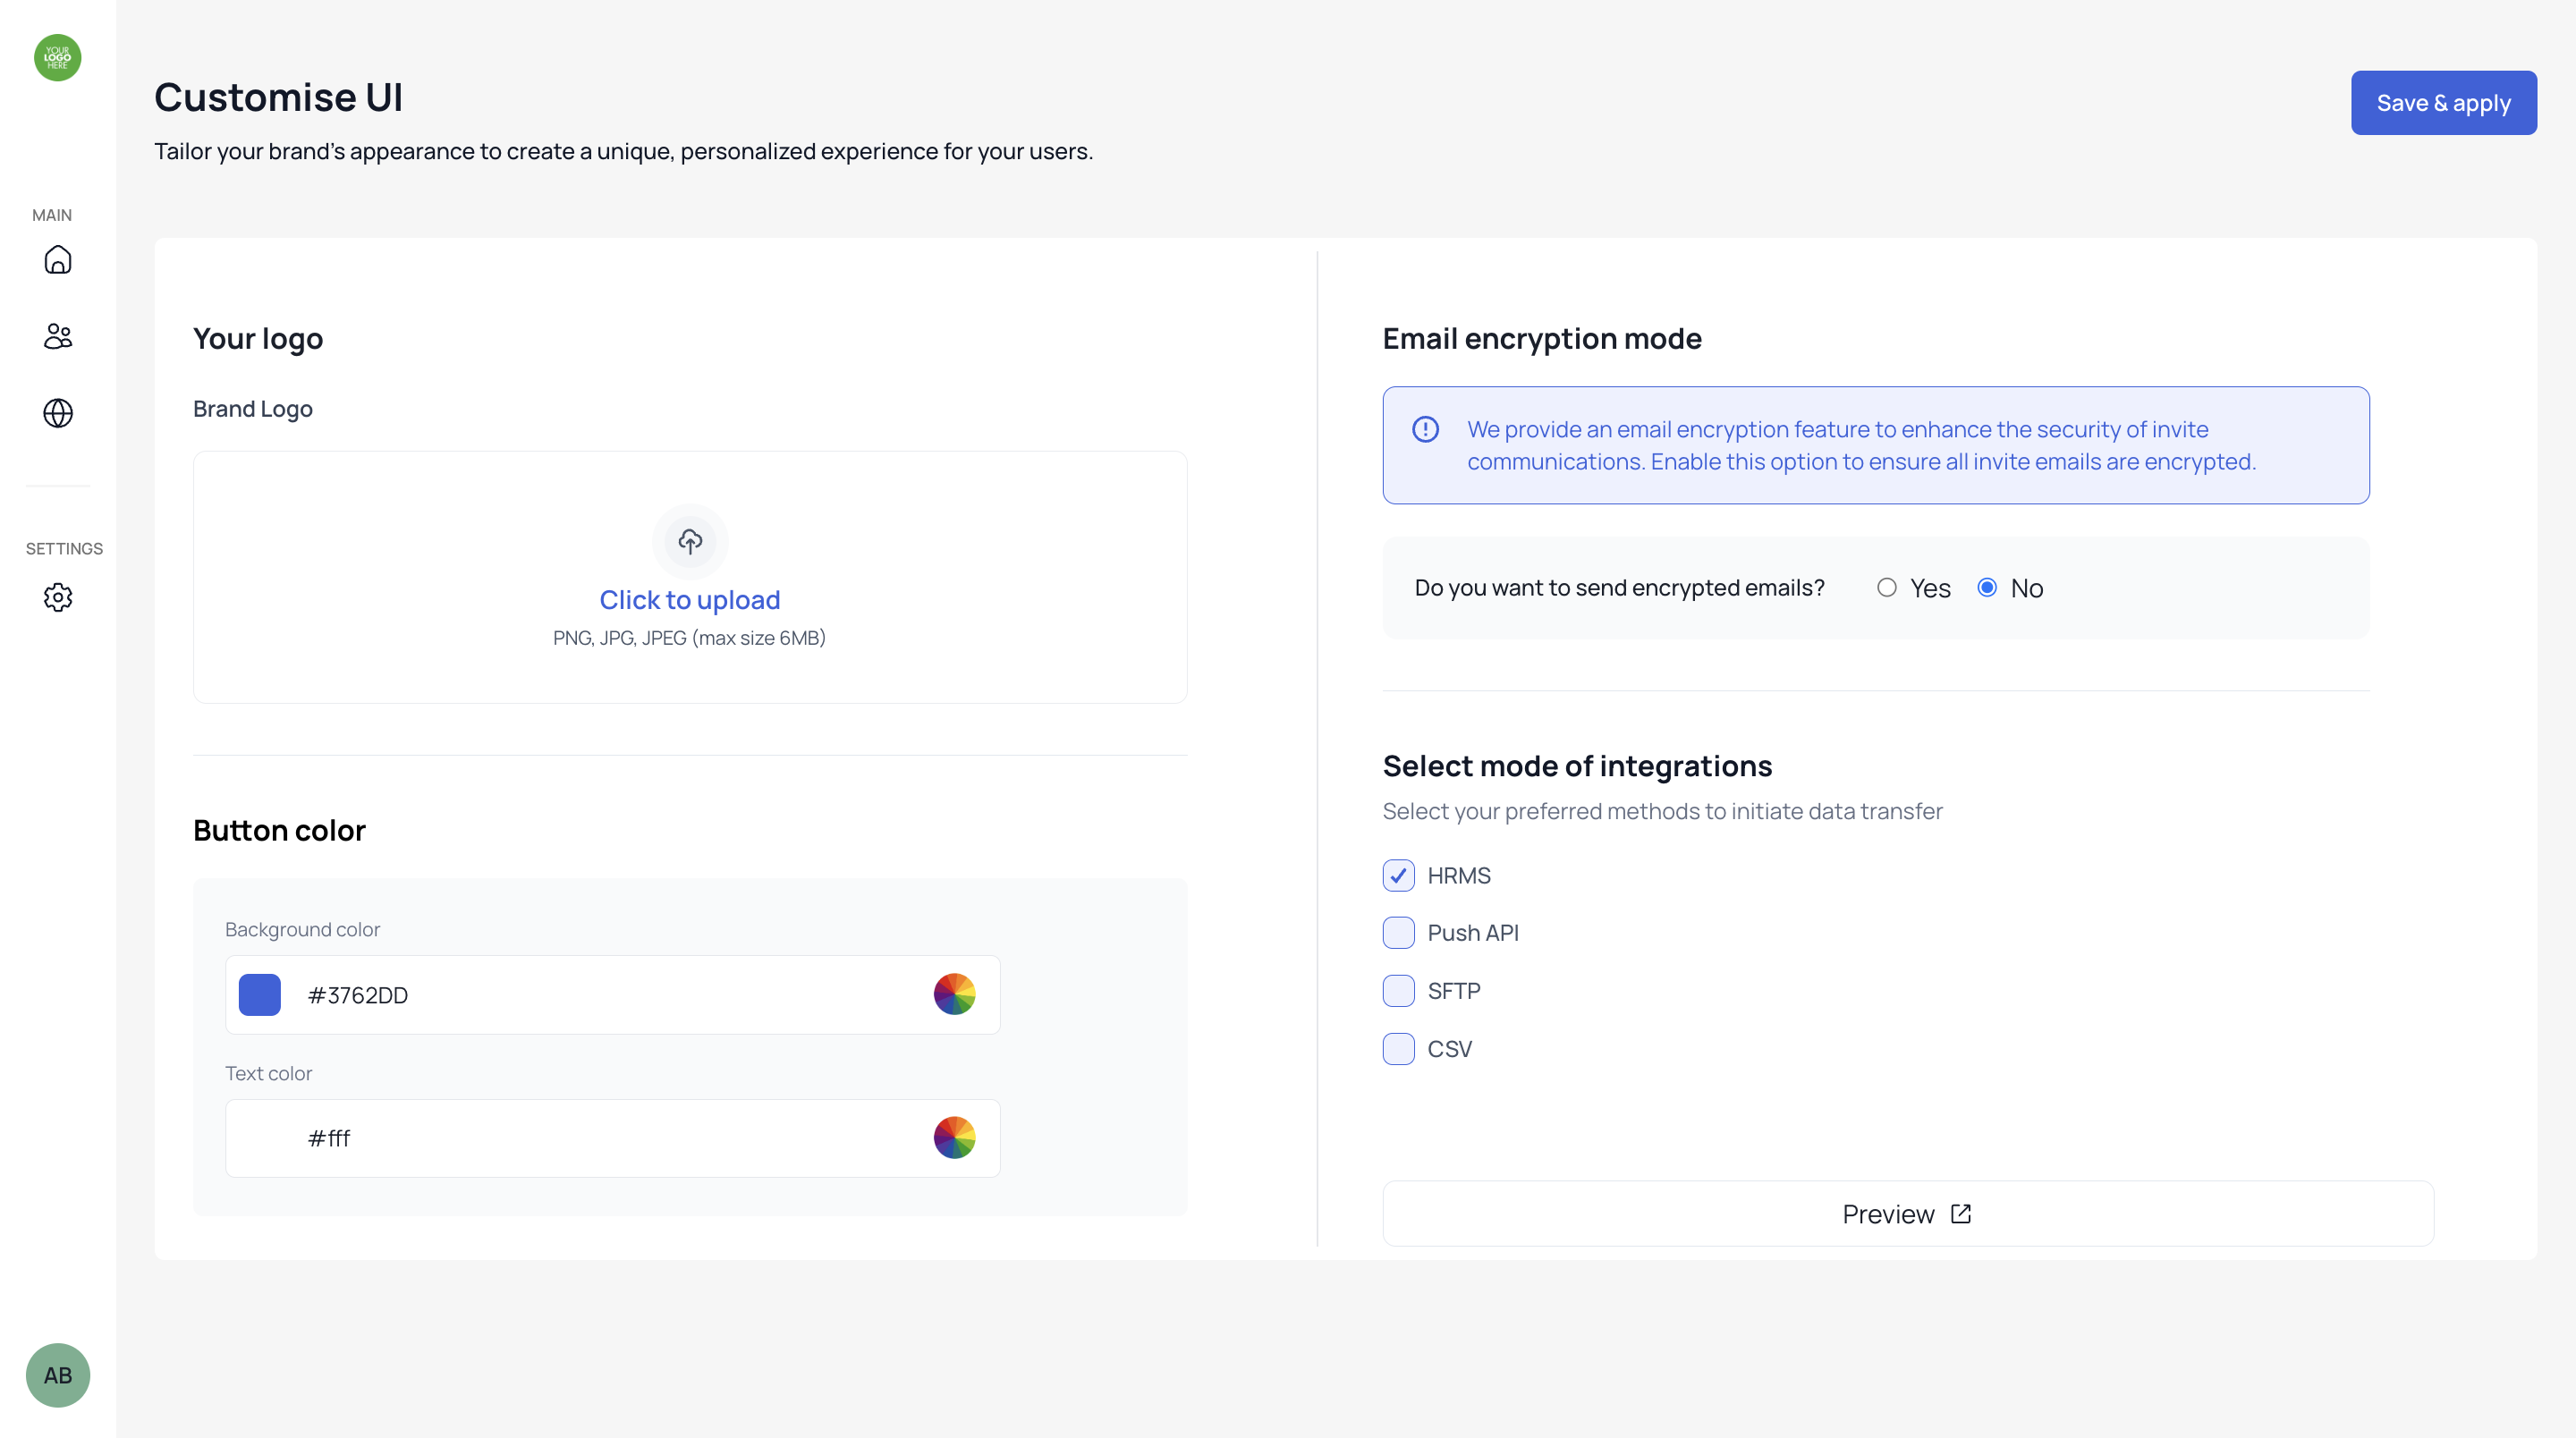 YOUR
LOGO
HERE
Customise UI
Tailor your brand's appearance to create a unique, personalized experience for your users.
Save & apply
MAIN
SETTINGS
AB
Your logo
Brand Logo
Click to upload
PNG, JPG, JPEG (max size 6MB)
Button color
Background color
#3762DD
Text color
#fff
Email encryption mode
We provide an email encryption feature to enhance the security of invite
communications. Enable this option to ensure all invite emails are encrypted.
Do you want to send encrypted emails? Yes No
Select mode of integrations
Select your preferred methods to initiate data transfer
HRMS
Push API
SFTP
CSV
Preview